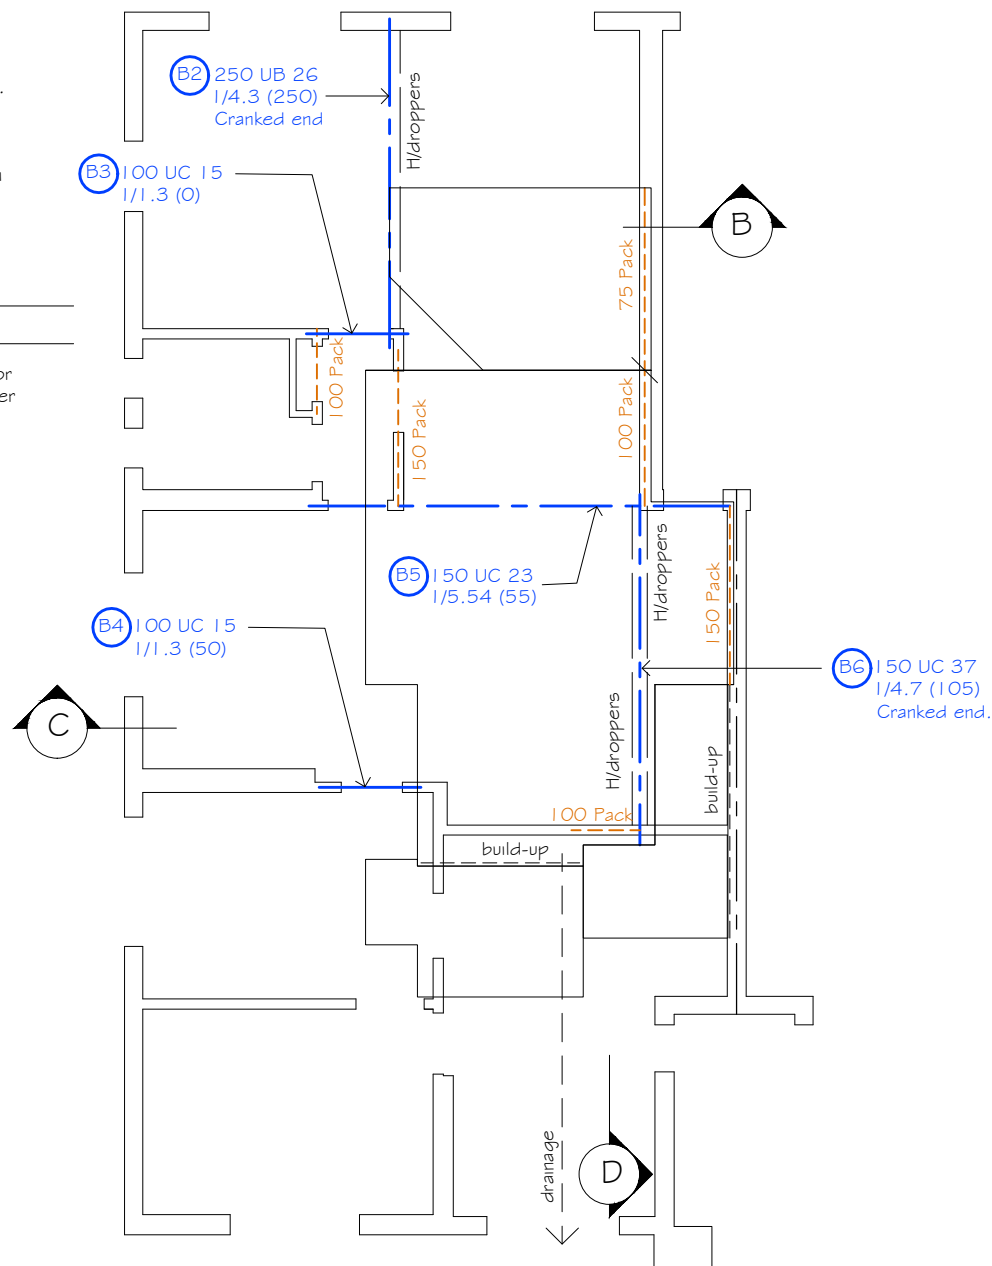 B2 250 UB 26
1/4.3 (250)
Cranked end
H/droppers
B3 100 UC 15
1/1.3 (0)
B
75 Pack
100 Pack
or
er
150 Pack
100 Pack
B5 150 UC 23
1/5.54 (55)
H/droppers
150 Pack
B4 100 UC 15
1/1.3 (50)
B6 150 UC 37
1/4.7 (105)
Cranked end.
C
H/droppers
build-up
100 Pack
build-up
drainage
D